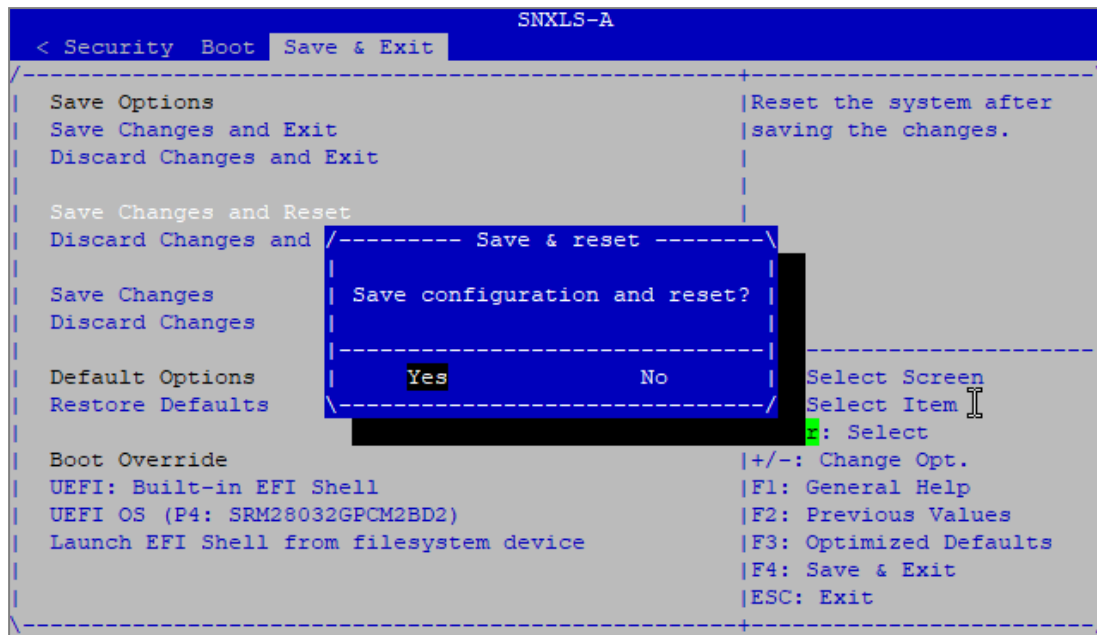 SNXLS-A
< Security Boot Save & Exit
/----------------------------------------------------+-------------------------\
| Save Options |Reset the system after
| Save Changes and Exit |saving the changes.
| Discard Changes and Exit |
| |
| Save Changes and Reset |
| Discard Changes and /--------- Save & reset --------\
| | |
| Save Changes | Save configuration and reset? |
| Discard Changes | |
| |-------------------------------| -------------------------
| Default Options | Yes No | Select Screen
| Restore Defaults \-------------------------------/ Select Item
| r: Select
| Boot Override |+/-: Change Opt.
| UEFI: Built-in EFI Shell |F1: General Help
| UEFI OS (P4: SRM28032GPCM2BD2) |F2: Previous Values
| Launch EFI Shell from filesystem device |F3: Optimized Defaults
| |F4: Save & Exit
| |ESC: Exit
\----------------------------------------------------+-------------------------/